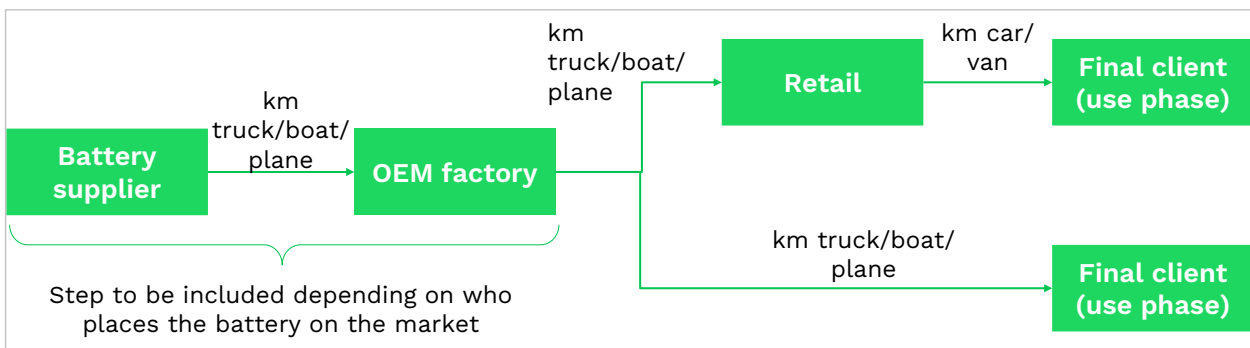 km
truck/boat/
plane
km car/
van
Retail
Final client
(use phase)
km
truck/boat/
plane
Battery
supplier
OEM factory
km truck/boat/
plane
Final client
(use phase)
Step to be included depending on who
places the battery on the market